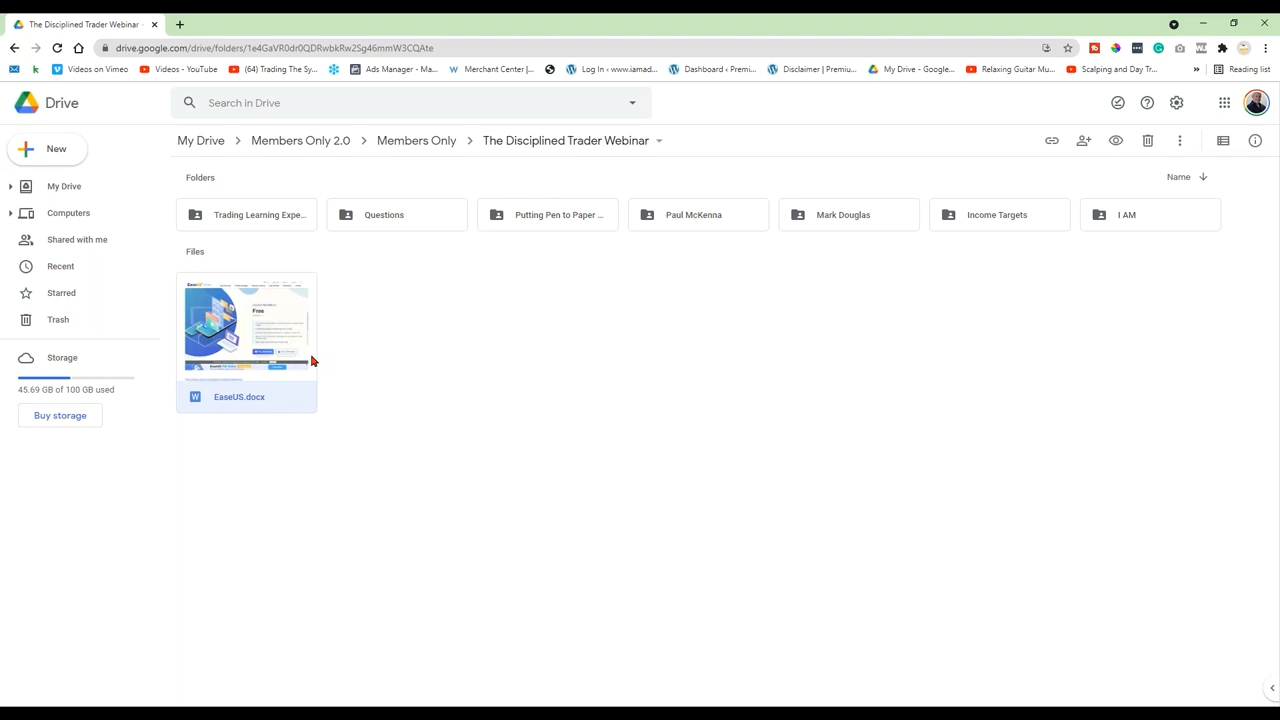 The Disciplined Trader Webinar -
drive.google.com/drive/folders/1e4GaVR0dr0QDRwbkRw2Sg46mmW3CQAte
Videos on Vimeo
Videos - YouTube
(64) Trading The Sy...
Ads Manager - Ma...
Merchant Center |...
Log In ‹ www.iamad...
Dashboard ‹ Premi...
Disclaimer | Premiu...
My Drive - Google...
Relaxing Guitar Mu...
Scalping and Day Tr...
»
Reading list
Drive
Search in Drive
New
My Drive
Computers
Shared with me
Recent
Starred
Trash
Storage
45.69 GB of 100 GB used
Buy storage
My Drive > Members Only 2.0 > Members Only > The Disciplined Trader Webinar
Folders
Name
Trading Learning Expe...
Questions
Putting Pen to Paper ...
Paul McKenna
Mark Douglas
Income Targets
I AM
Files
EaseUS
Free
W
EaseUS.docx